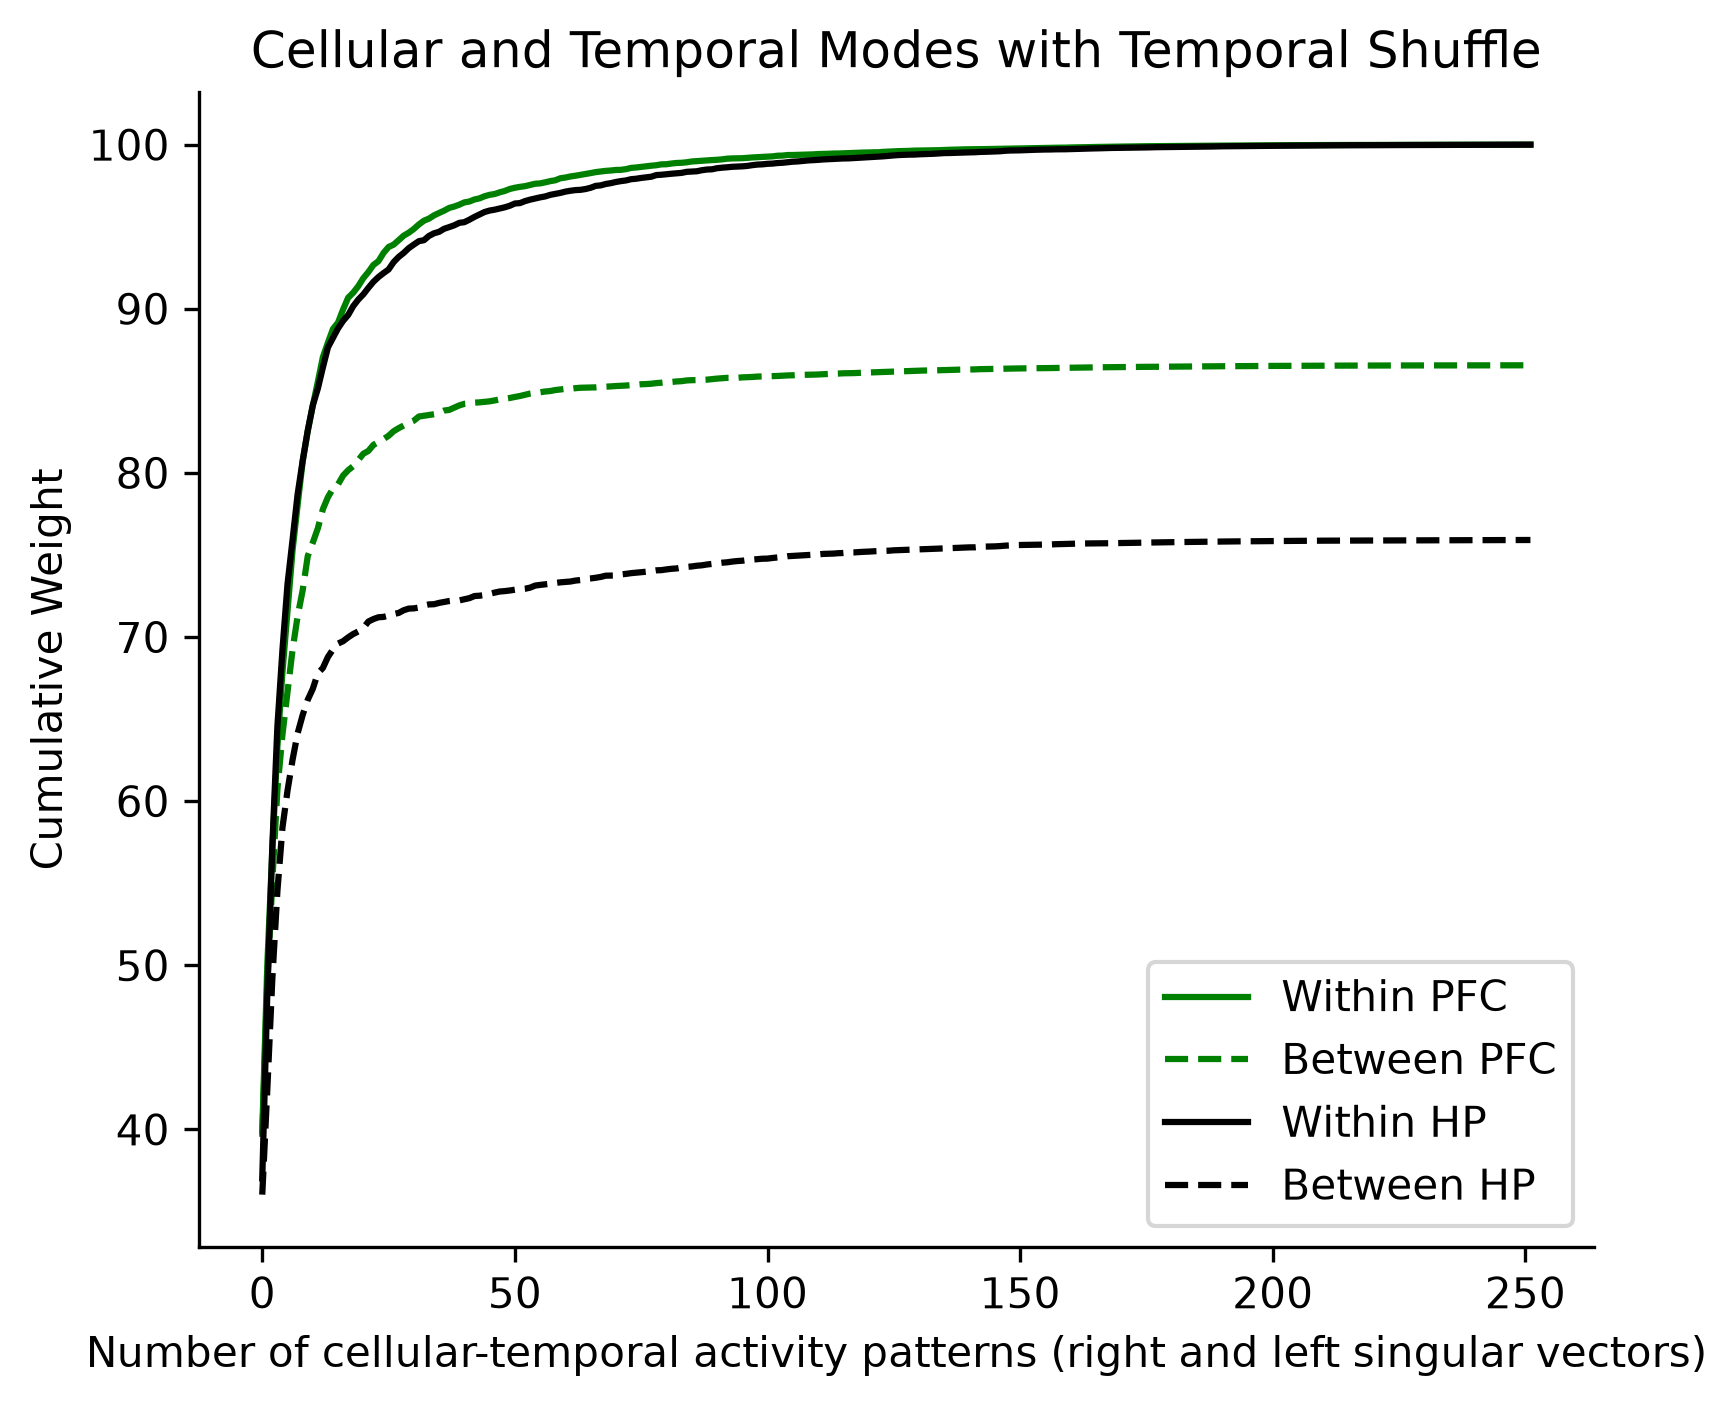 Cellular and Temporal Modes with Temporal Shuffle
Cumulative Weight
100
90
80
70
60
50
40
Within PFC
Between PFC
Within HP
Between HP
0 50 100 150 200 250
Number of cellular-temporal activity patterns (right and left singular vectors)